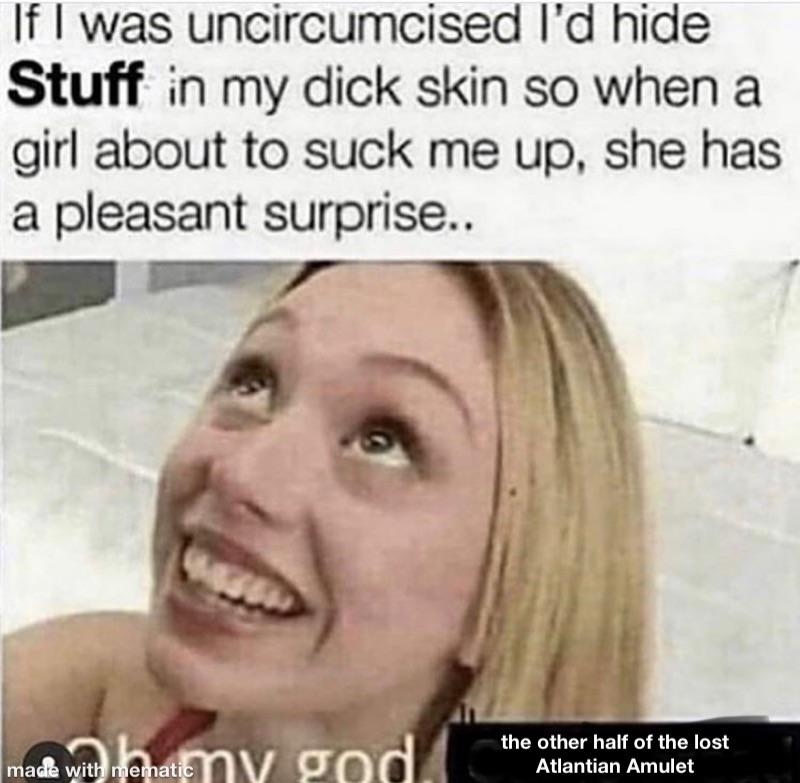 If I was uncircumcised I'd hide
Stuff in my dick skin so when a
girl about to suck me up, she has
a pleasant surprise..
Oh my god.
the other half of the lost
Atlantian Amulet
made with mematic